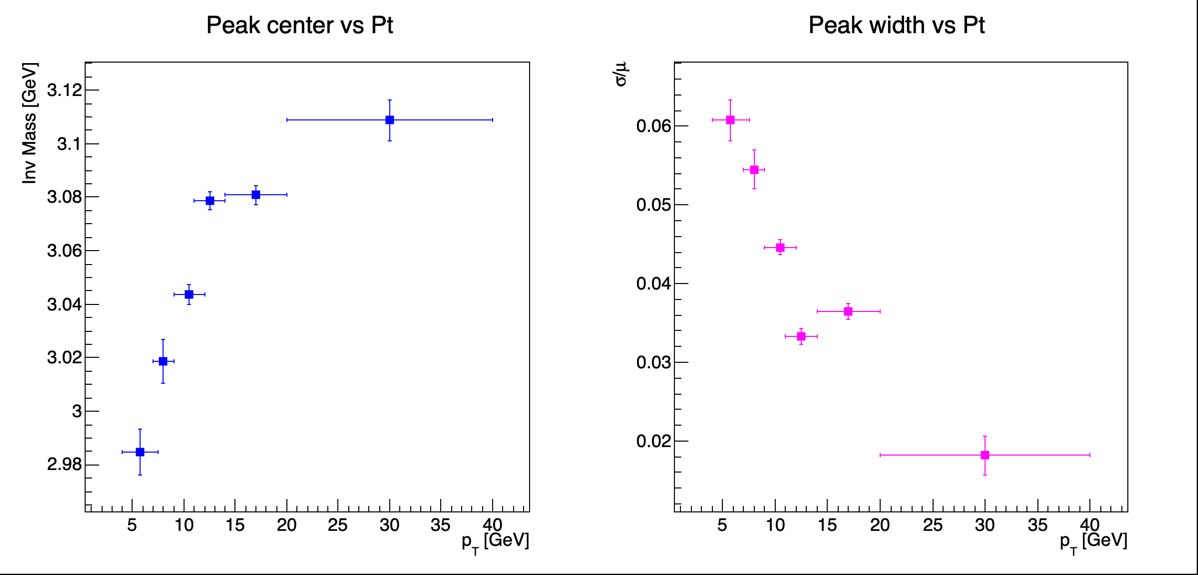 Peak center vs Pt
Inv Mass [GeV]
3.12
3.1
3.08
3.06
3.04
3.02
3
2.98
5 10 15 20 25 30 35 40
p_T [GeV]
Peak width vs Pt
σ/μ
0.06
0.05
0.04
0.03
0.02
5 10 15 20 25 30 35 40
p_T [GeV]